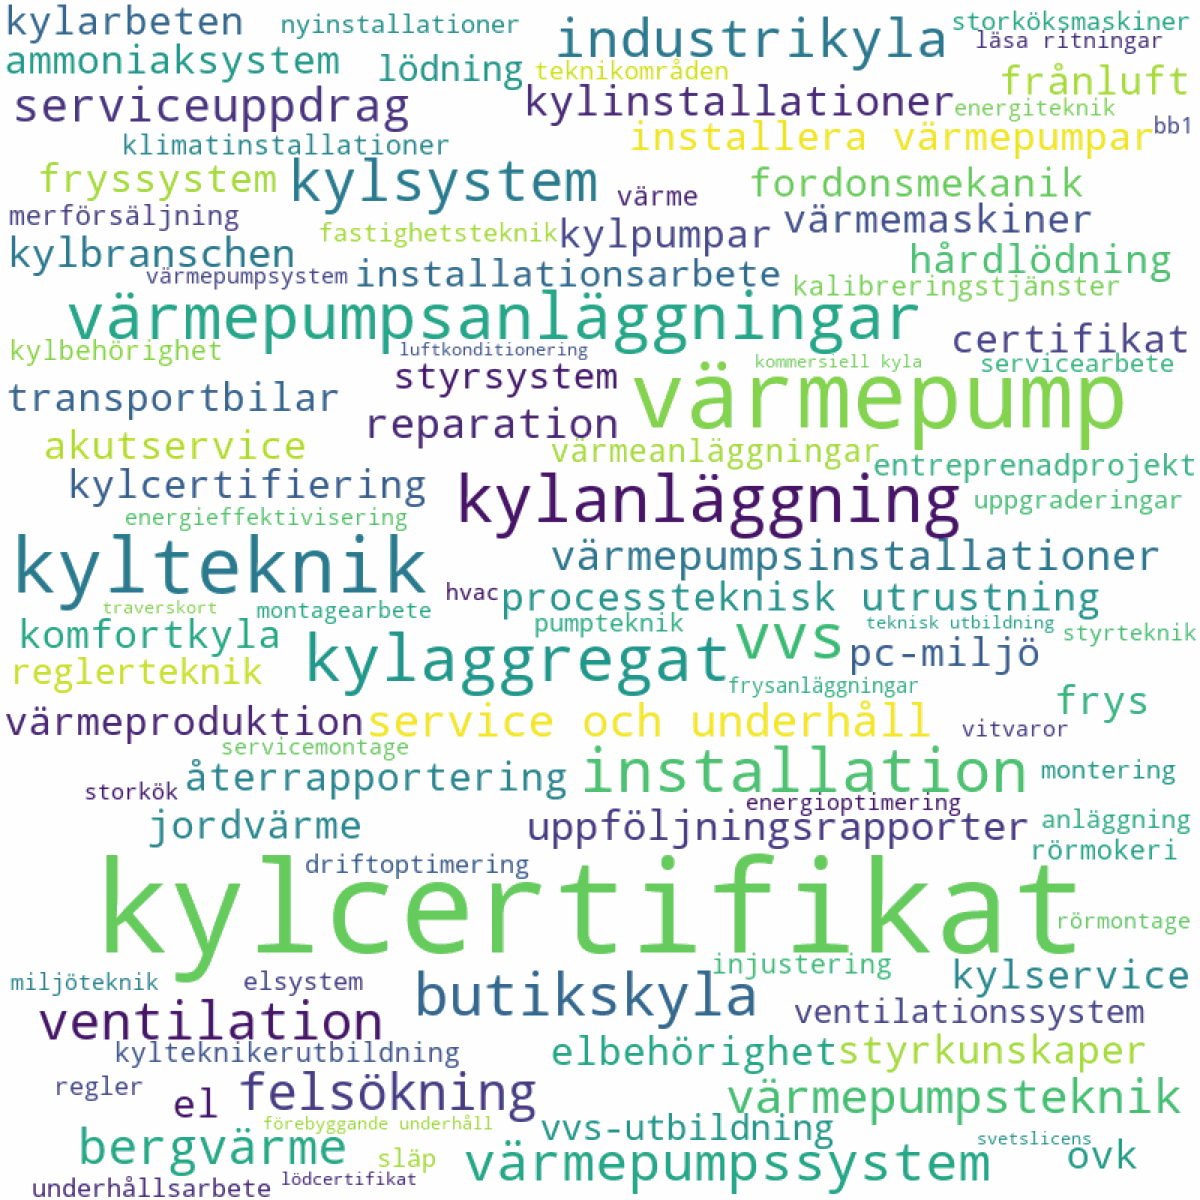 kylarbeten
nyinstallationer
industrikyla
storköksmaskiner
läsa ritningar
ammoniaksystem
lödning
teknikområden
frånluft
serviceuppdrag
kylinstallationer
energiteknik
klimatinstallationer
installera värmepumpar
bb1
fryssystem
kylsystem
värme
fordonsmekanik
merförsäljning
fastighetsteknik
kylpumpar
värmemaskiner
kylbranschen
värmepumpsystem
installationsarbete
hårdlödning
kalibreringstjänster
värmepumpsanläggningar
certifikat
kylbehörighet
luftkonditionering
kommersiell kyla
servicearbete
transportbilar
styrsystem
värmepump
reparation
akutservice
värmeanläggningar
entreprenadprojekt
kylcertifiering
kylanläggning
uppgraderingar
energieffektivisering
kylteknik
värmepumpsinstallationer
hvac
processteknisk utrustning
traverskort
montagearbete
pumpteknik
teknisk utbildning
styrteknik
komfortkyla
kylaggregat
vvs
pc-miljö
reglerteknik
frysanläggningar
frys
värmeproduktion
service och underhåll
vitvaror
servicemontage
återrapportering
installation
montering
storkök
energioptimering
jordvärme
uppföljningsrapporter
anläggning
rörmokeri
driftoptimering
kylcertifikat
rörmontage
injustering
miljöteknik
elsystem
butikskyla
kylservice
ventilation
ventilationssystem
kylteknikerutbildning
elbehörighet
styrkunskaper
regler
el
felsökning
värmepumpsteknik
förebyggande underhåll
vvs-utbildning
bergvärme
släp
värmepumpssystem
svetslicens
ovk
underhållsarbete
lödcertifikat